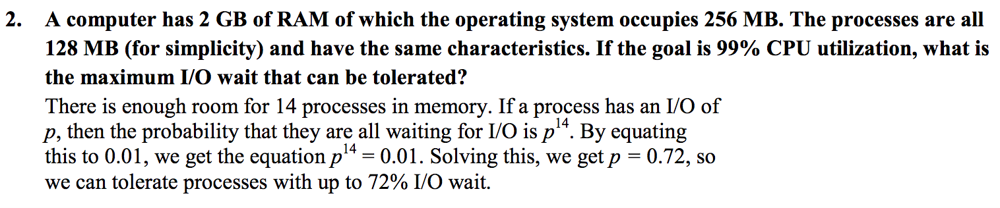 2. A computer has 2 GB of RAM of which the operating system occupies 256 MB. The processes are all
128 MB (for simplicity) and have the same characteristics. If the goal is 99% CPU utilization, what is
the maximum I/O wait that can be tolerated?
There is enough room for 14 processes in memory. If a process has an I/O of
p, then the probability that they are all waiting for I/O is p¹⁴. By equating
this to 0.01, we get the equation p¹⁴ = 0.01. Solving this, we get p = 0.72, so
we can tolerate processes with up to 72% I/O wait.